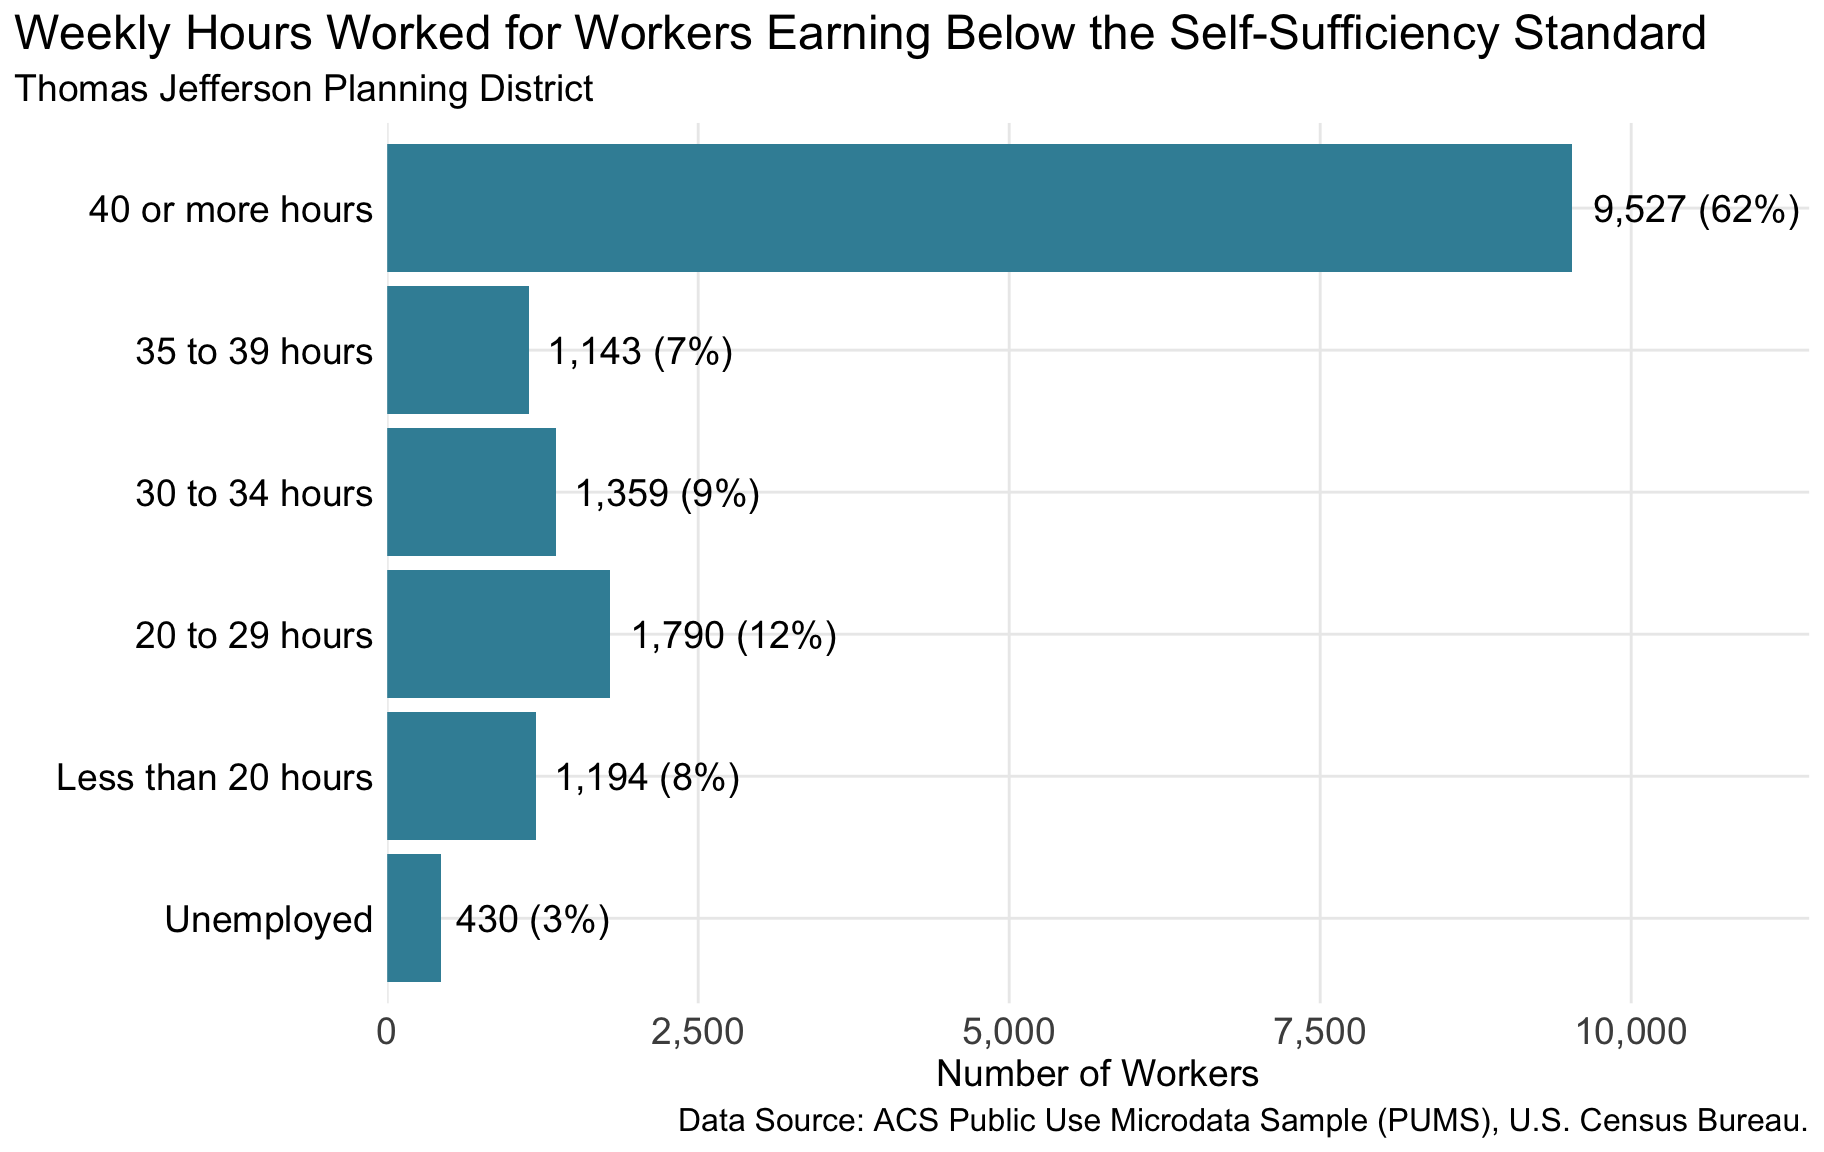 Weekly Hours Worked for Workers Earning Below the Self-Sufficiency Standard
Thomas Jefferson Planning District
40 or more hours 9,527 (62%)
35 to 39 hours 1,143 (7%)
30 to 34 hours 1,359 (9%)
20 to 29 hours 1,790 (12%)
Less than 20 hours 1,194 (8%)
Unemployed 430 (3%)
0 2,500 5,000 7,500 10,000
Number of Workers
Data Source: ACS Public Use Microdata Sample (PUMS), U.S. Census Bureau.